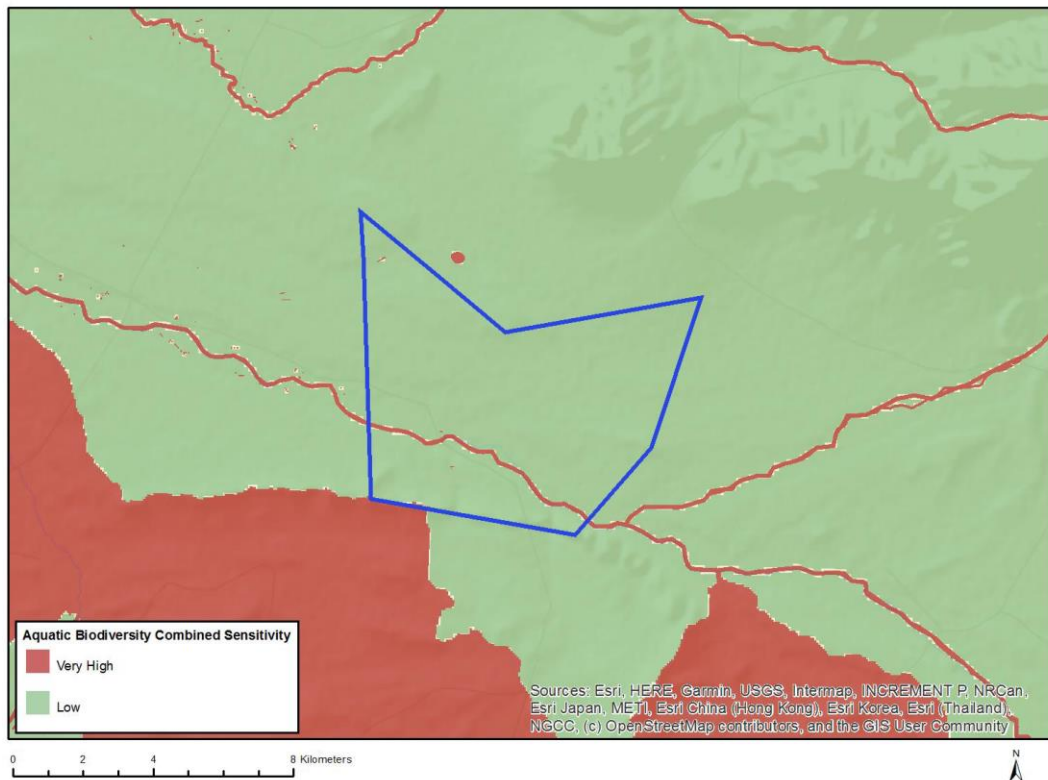 Aquatic Biodiversity Combined Sensitivity
Very High
Low
Sources: Esri, HERE, Garmin, USGS, Intermap, INCREMENT P, NRCan,
Esri Japan, METI, Esri China (Hong Kong), Esri Korea, Esri (Thailand),
NGCC, (c) OpenStreetMap contributors, and the GIS User Community
0 2 4 8 Kilometers
N